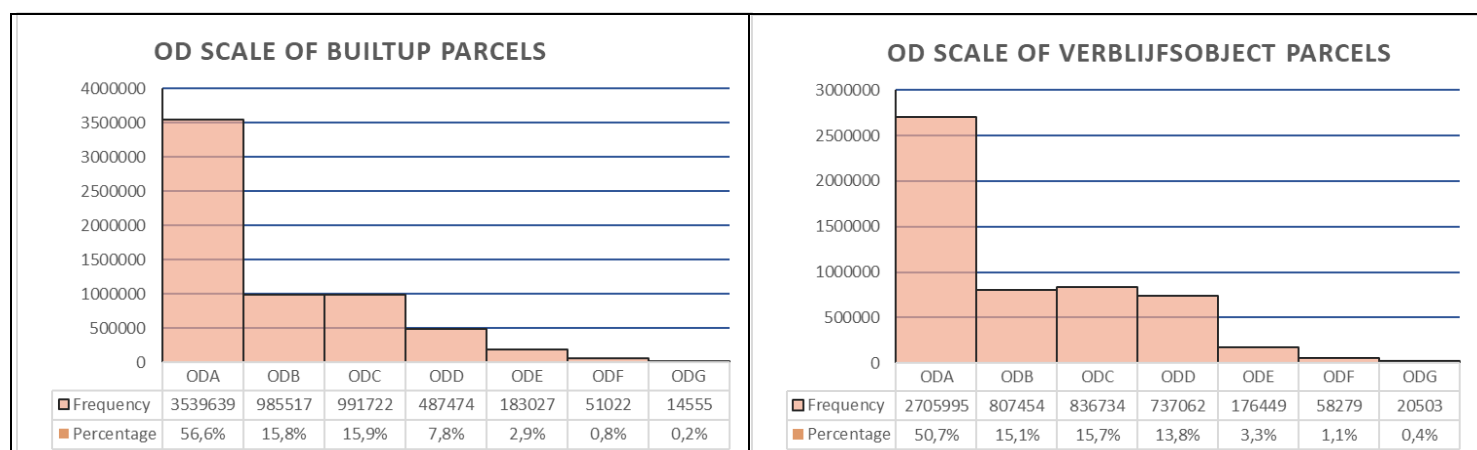 OD SCALE OF BUILTUP PARCELS
4000000
3500000
3000000
2500000
2000000
1500000
1000000
500000
0
ODA ODB ODC ODD ODE ODF ODG
Frequency 3539639 985517 991722 487474 183027 51022 14555
Percentage 56,6% 15,8% 15,9% 7,8% 2,9% 0,8% 0,2%
OD SCALE OF VERBLIJFSOBJECT PARCELS
3000000
2500000
2000000
1500000
1000000
500000
0
ODA ODB ODC ODD ODE ODF ODG
Frequency 2705995 807454 836734 737062 176449 58279 20503
Percentage 50,7% 15,1% 15,7% 13,8% 3,3% 1,1% 0,4%